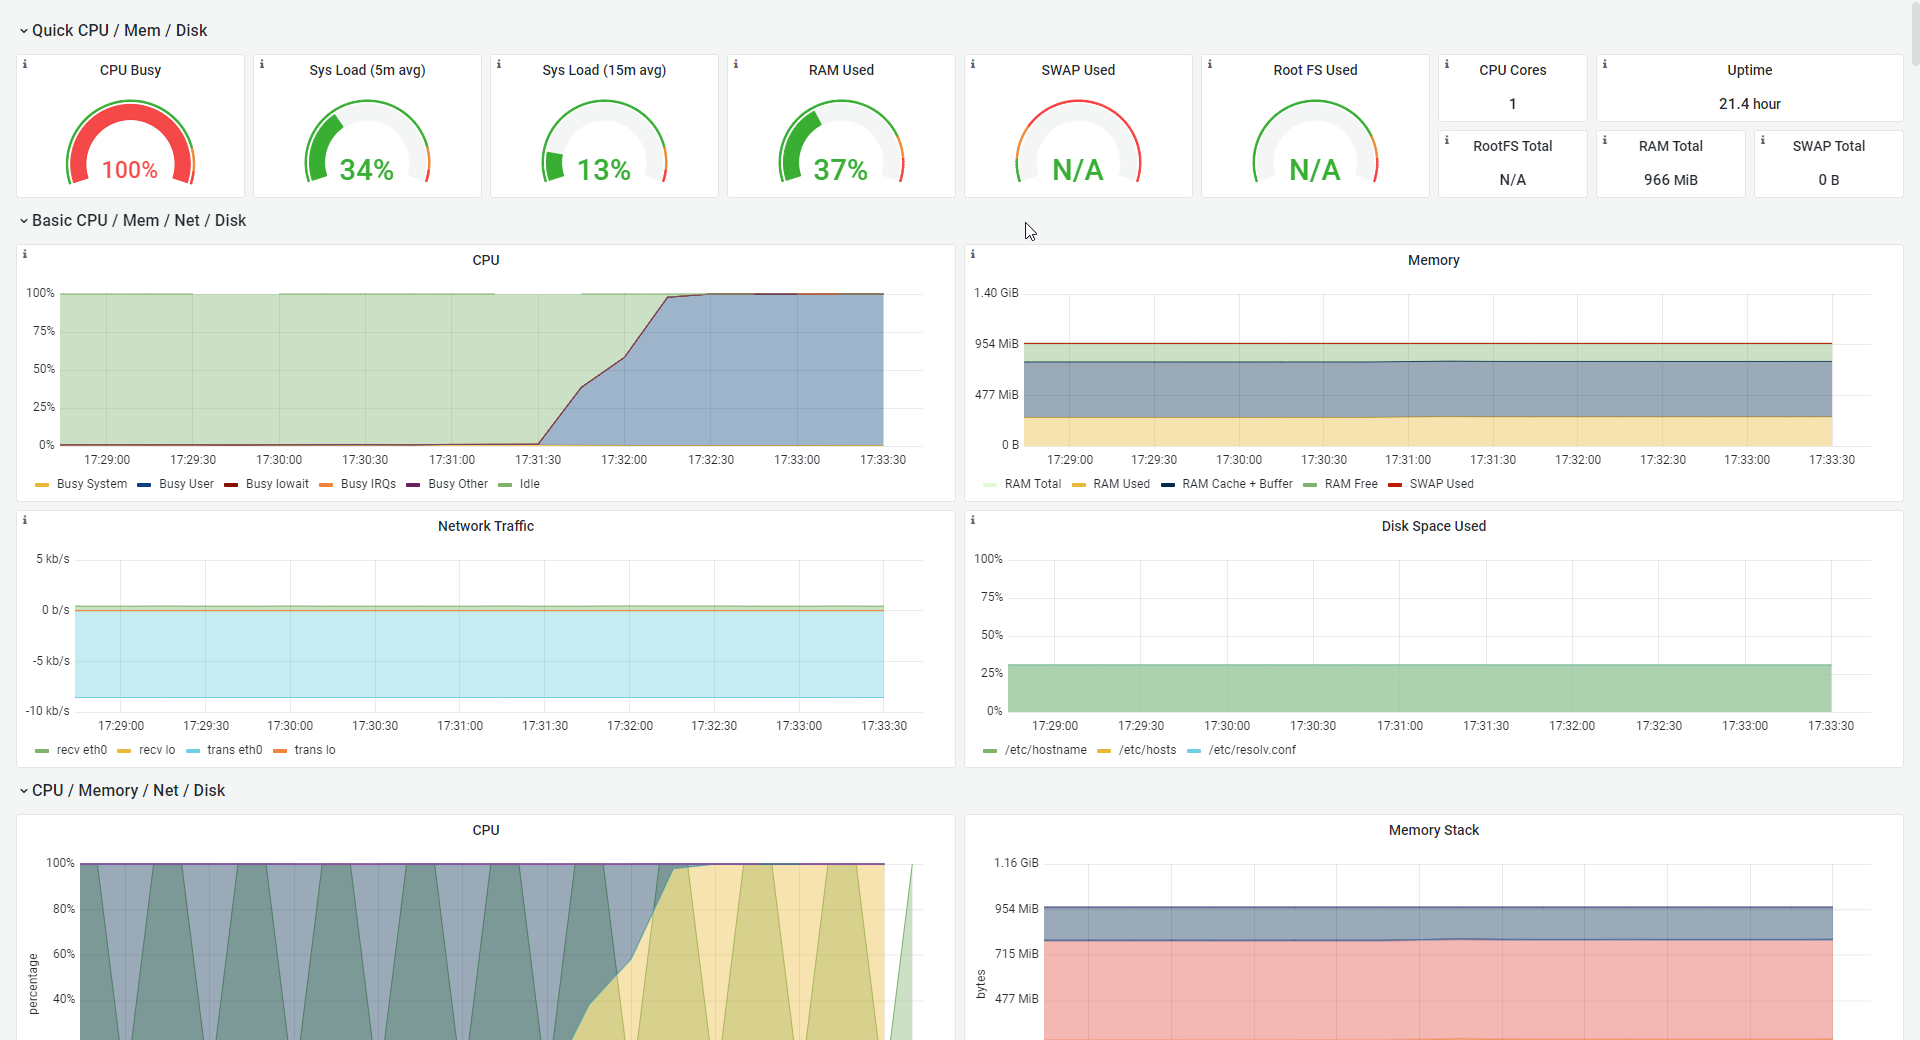 Quick CPU / Mem / Disk
CPU Busy
100%
Sys Load (5m avg)
34%
Sys Load (15m avg)
13%
RAM Used
37%
SWAP Used
N/A
Root FS Used
N/A
CPU Cores
1
Uptime
21.4 hour
RootFS Total
N/A
RAM Total
966 MiB
SWAP Total
0 B
Basic CPU / Mem / Net / Disk
CPU
100%
75%
50%
25%
0%
17:29:00 17:29:30 17:30:00 17:30:30 17:31:00 17:31:30 17:32:00 17:32:30 17:33:00 17:33:30
Busy System Busy User Busy Iowait Busy IRQs Busy Other Idle
Memory
1.40 GiB
954 MiB
477 MiB
0 B
17:29:00 17:29:30 17:30:00 17:30:30 17:31:00 17:31:30 17:32:00 17:32:30 17:33:00 17:33:30
RAM Total RAM Used RAM Cache + Buffer RAM Free SWAP Used
Network Traffic
5 kb/s
0 b/s
-5 kb/s
-10 kb/s
17:29:00 17:29:30 17:30:00 17:30:30 17:31:00 17:31:30 17:32:00 17:32:30 17:33:00 17:33:30
recv eth0 recv lo trans eth0 trans lo
Disk Space Used
100%
75%
50%
25%
0%
17:29:00 17:29:30 17:30:00 17:30:30 17:31:00 17:31:30 17:32:00 17:32:30 17:33:00 17:33:30
/etc/hostname /etc/hosts /etc/resolv.conf
CPU / Memory / Net / Disk
CPU
100%
80%
60%
40%
percentage
Memory Stack
1.16 GiB
954 MiB
715 MiB
477 MiB
bytes